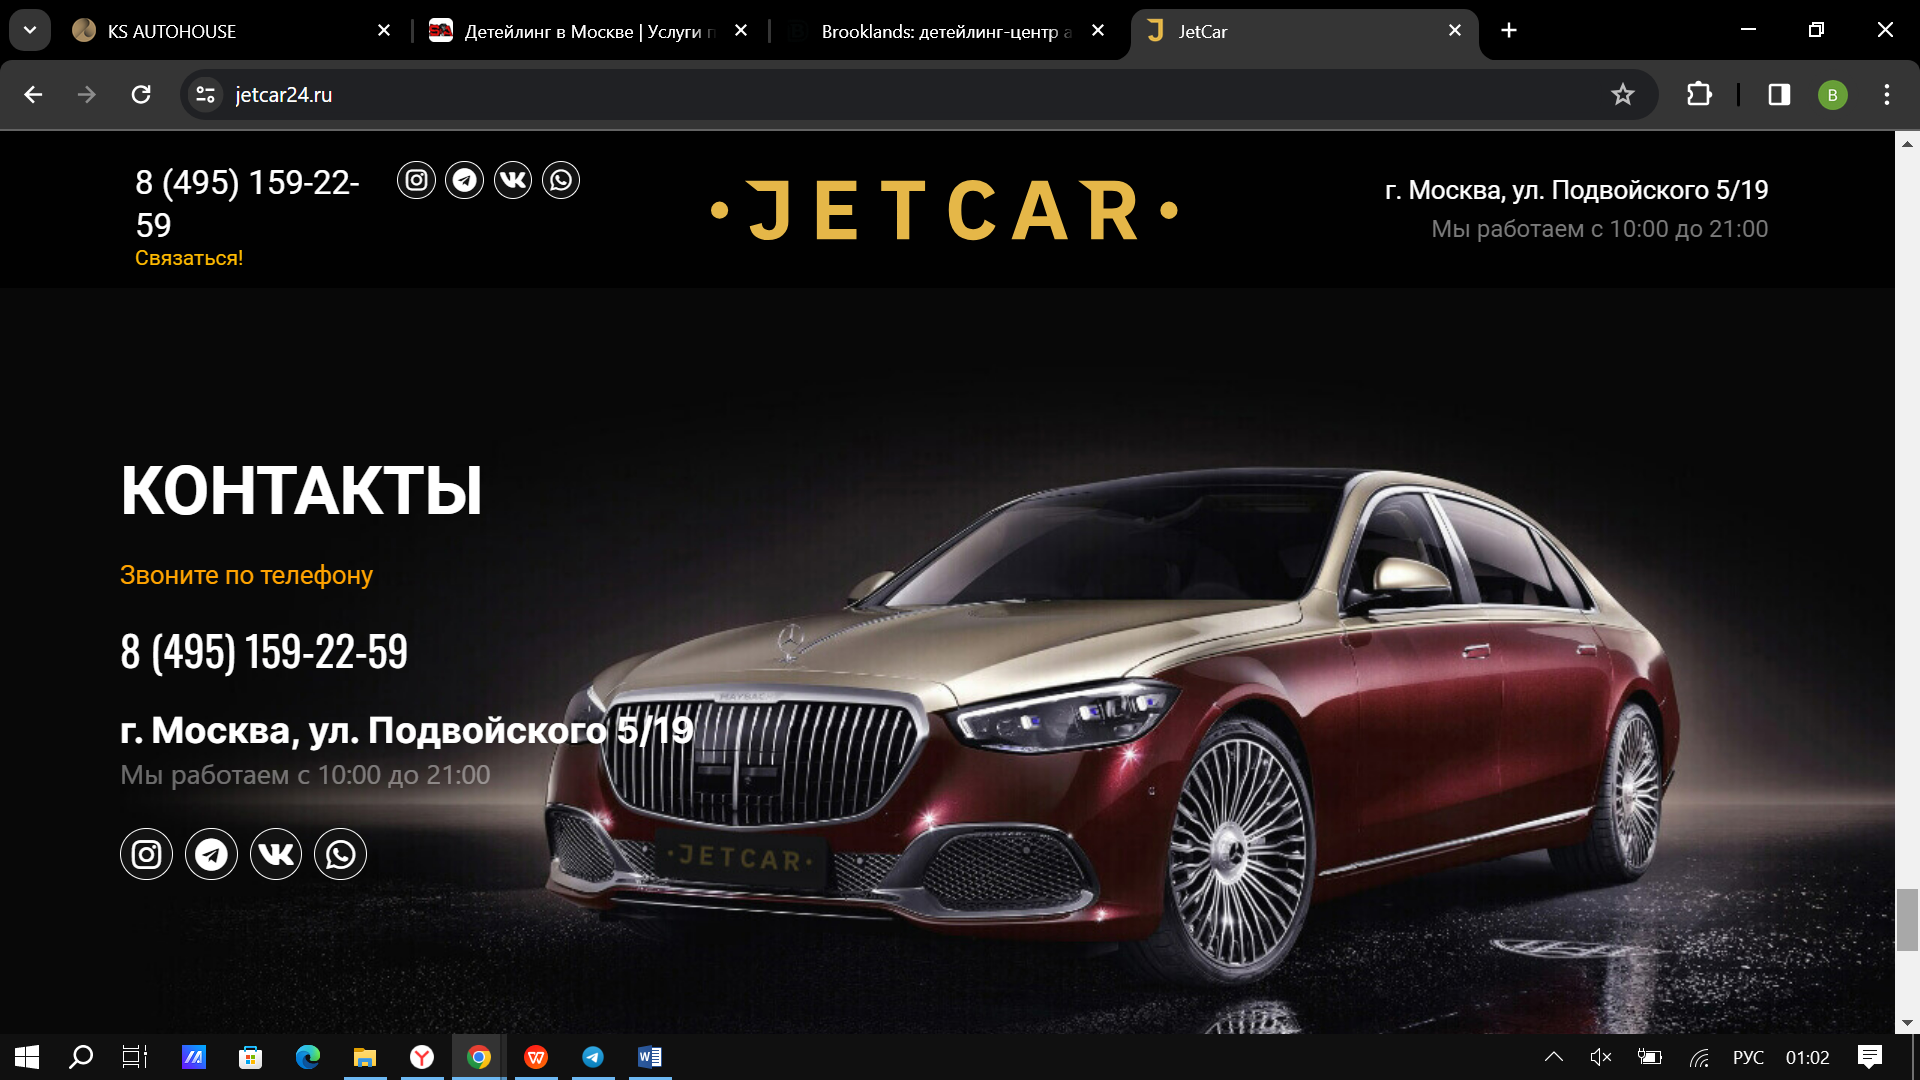 KS AUTOHOUSE
Детейлинг в Москве | Услуги п
Brooklands: детейлинг-центр а
JetCar
jetcar24.ru
B
8 (495) 159-22-
59
Связаться!
•JETCAR•
г. Москва, ул. Подвойского 5/19
Мы работаем с 10:00 до 21:00
КОНТАКТЫ
Звоните по телефону
8 (495) 159-22-59
г. Москва, ул. Подвойского 5/19
Мы работаем с 10:00 до 21:00
MAYBACH
•JETCAR•
РУС
01:02